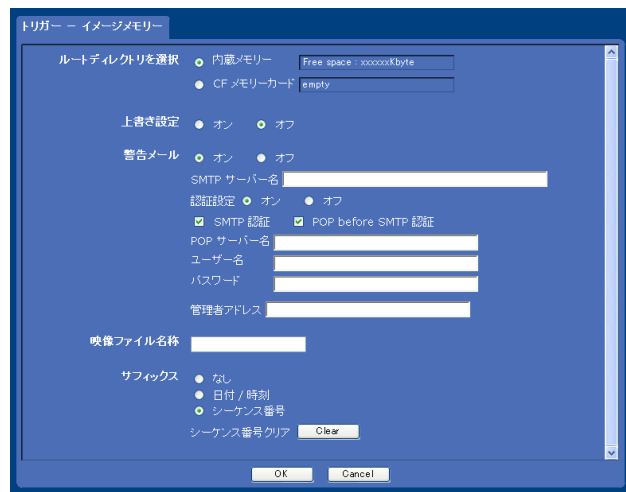 トリガー － イメージメモリー
ルートディレクトリを選択 内蔵メモリー Free space : xxxxxxKbyte
CF メモリーカード empty
上書き設定 オン オフ
警告メール オン オフ
SMTP サーバー名
認証設定 オン オフ
SMTP 認証 POP before SMTP 認証
POP サーバー名
ユーザー名
パスワード
管理者アドレス
映像ファイル名称
サフィックス なし
日付 / 時刻
シーケンス番号
シーケンス番号クリア Clear
OK Cancel